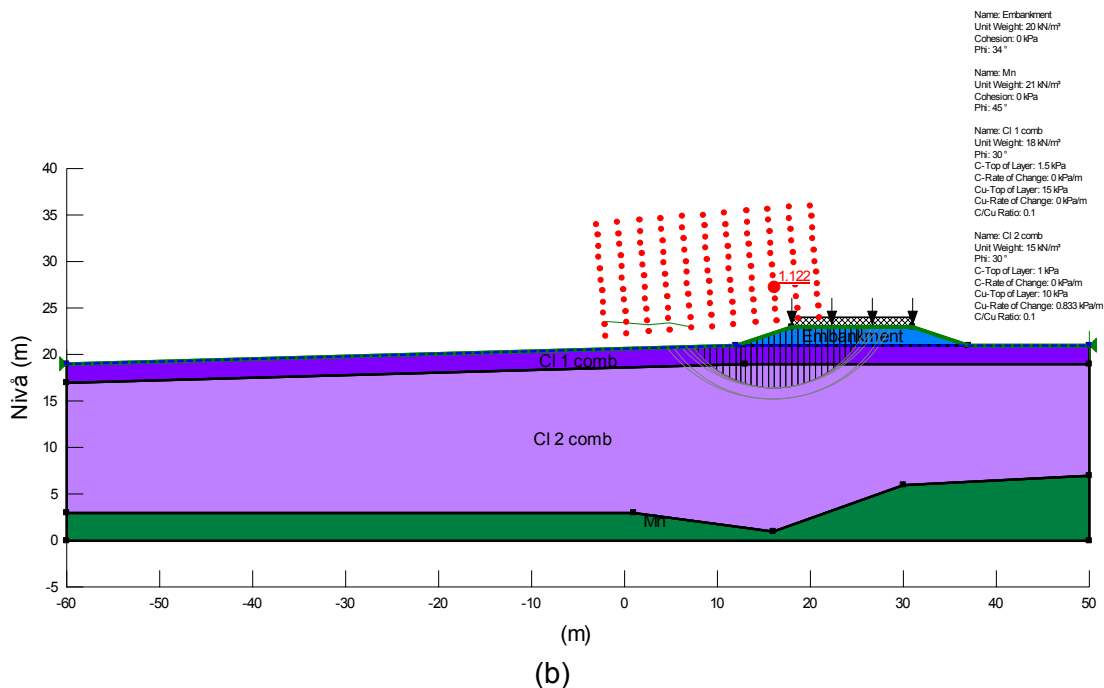 Name: Embankment
Unit Weight: 20 kN/m³
Cohesion: 0 kPa
Phi: 34 °
Name: Mn
Unit Weight: 21 kN/m³
Cohesion: 0 kPa
Phi: 45 °
Name: Cl 1 comb
Unit Weight: 18 kN/m³
Phi: 30 °
C-Top of Layer: 1.5 kPa
C-Rate of Change: 0 kPa/m
Cu-Top of Layer: 15 kPa
Cu-Rate of Change: 0 kPa/m
C/Cu Ratio: 0.1
Name: Cl 2 comb
Unit Weight: 15 kN/m³
Phi: 30 °
C-Top of Layer: 1 kPa
C-Rate of Change: 0 kPa/m
Cu-Top of Layer: 10 kPa
Cu-Rate of Change: 0.833 kPa/m
C/Cu Ratio: 0.1
40
35
30
25
20
15
10
5
0
-5
Nivå (m)
1.122
Embankment
Cl 1 comb
Cl 2 comb
Mn
-60
-50
-40
-30
-20
-10
0
10
20
30
40
50
(m)
(b)